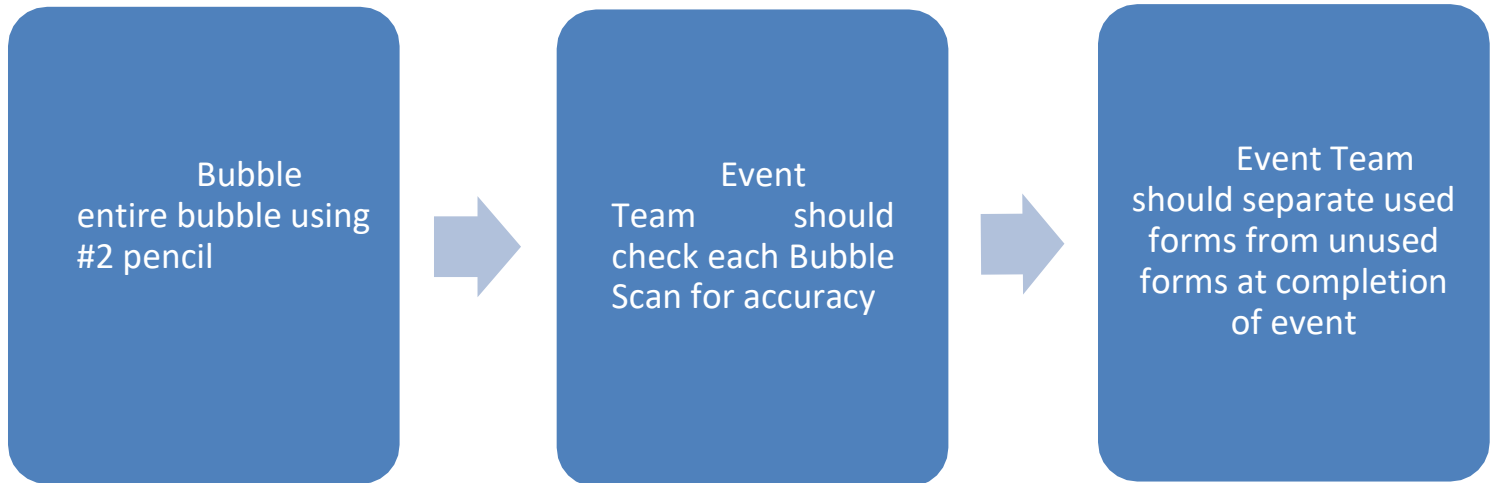 Bubble
entire bubble using
#2 pencil
Event
Team should
check each Bubble
Scan for accuracy
Event Team
should separate used
forms from unused
forms at completion
of event